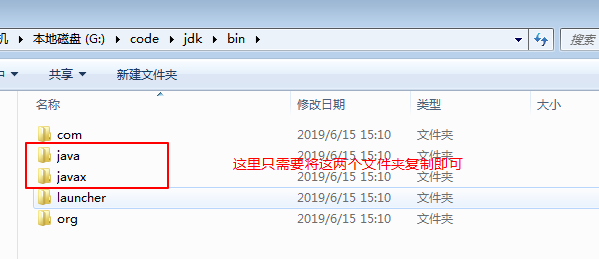 机 ▸ 本地磁盘 (G:) ▸ code ▸ jdk ▸ bin ▸ 搜索
中 ▾ 共享 ▾ 新建文件夹
名称 修改日期 类型 大小
com 2019/6/15 15:10 文件夹
java 2019/6/15 15:10 文件夹
这里只需要将这两个文件夹复制即可
javax 2019/6/15 15:10 文件夹
launcher 2019/6/15 15:10 文件夹
org 2019/6/15 15:10 文件夹